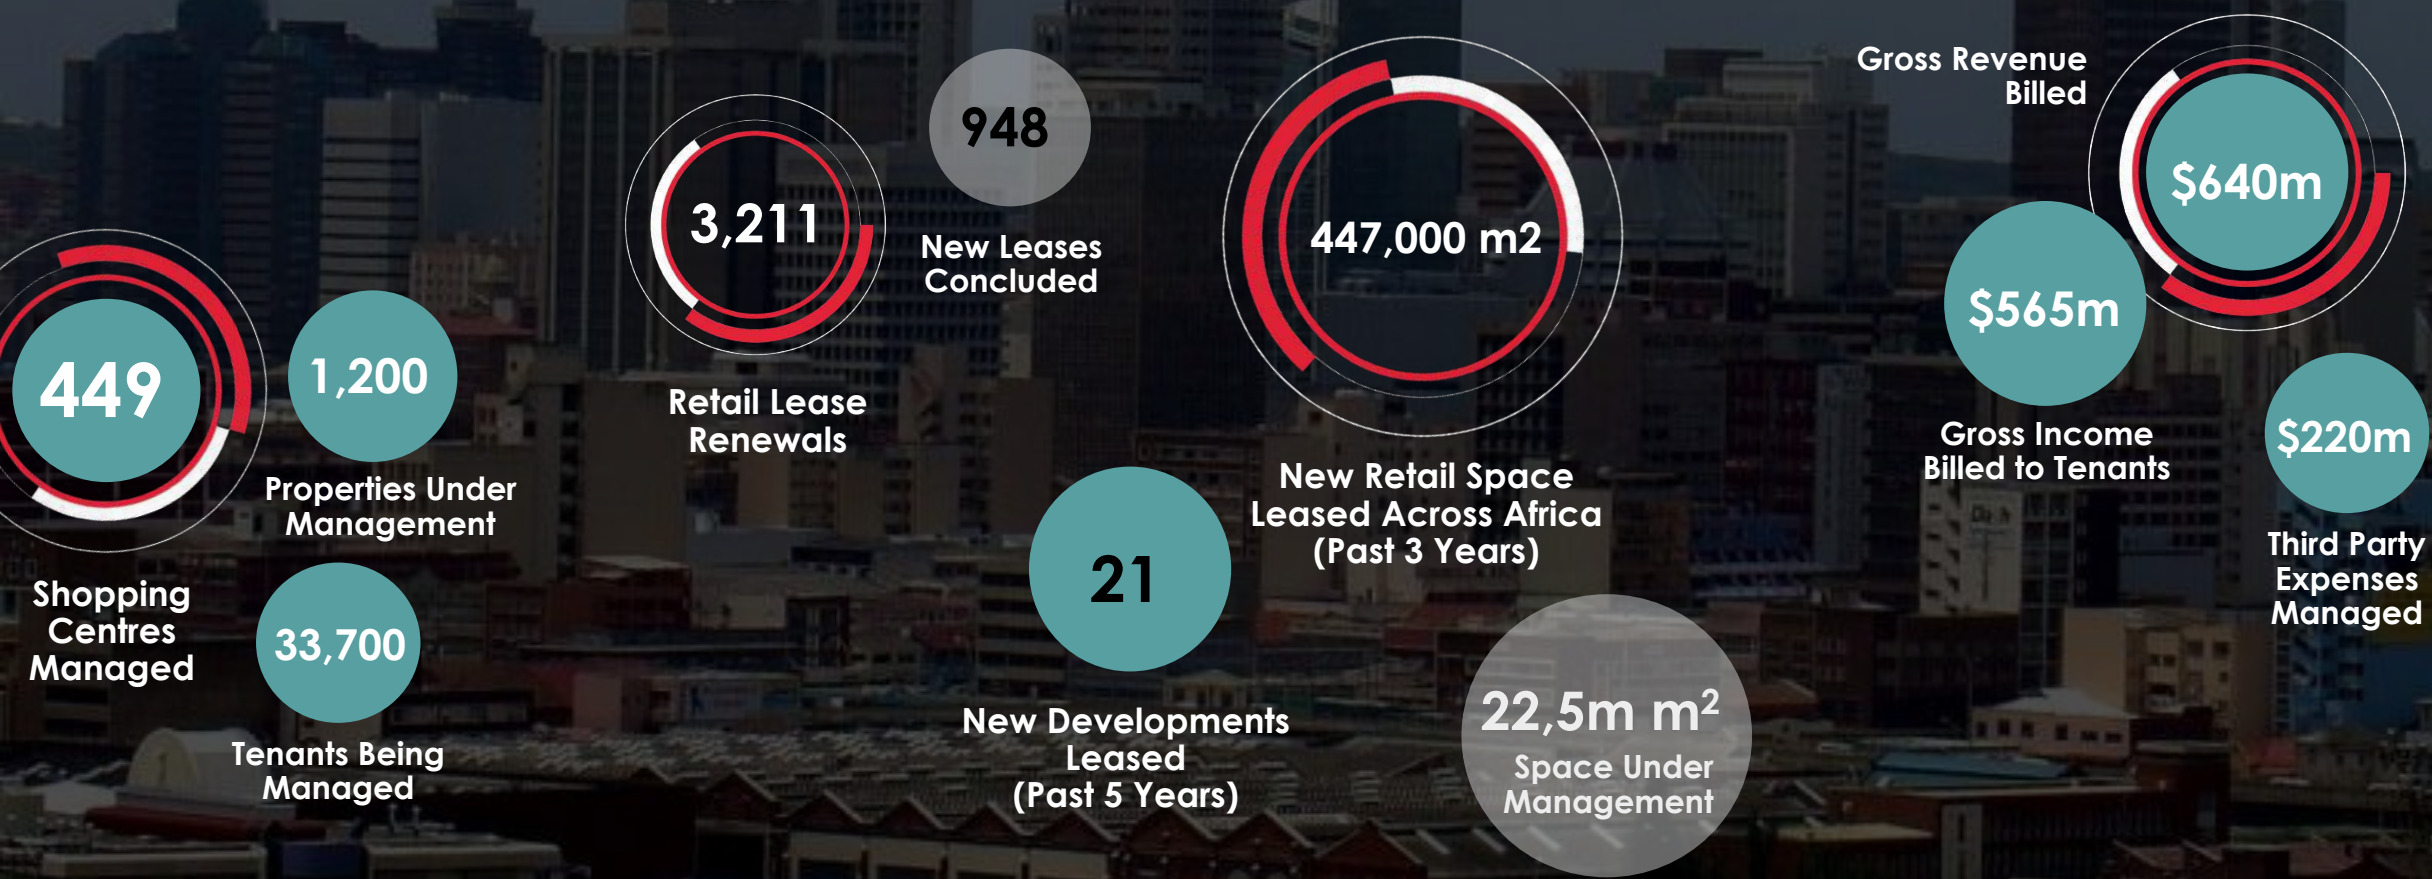 449
Shopping
Centres
Managed
1,200
Properties Under
Management
33,700
Tenants Being
Managed
3,211
Retail Lease
Renewals
948
New Leases
Concluded
21
New Developments
Leased
(Past 5 Years)
447,000 m2
New Retail Space
Leased Across Africa
(Past 3 Years)
22,5m m²
Space Under
Management
Gross Revenue
Billed
$640m
$565m
Gross Income
Billed to Tenants
$220m
Third Party
Expenses
Managed